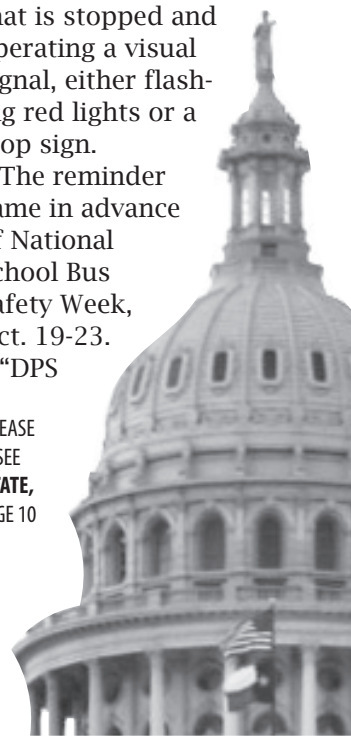 hat is stopped and
perating a visual
gnal, either flash-
ng red lights or a
op sign.
The reminder
ame in advance
f National
chool Bus
afety Week,
ct. 19-23.
“DPS
EASE
SEE
TATE,
GE 10